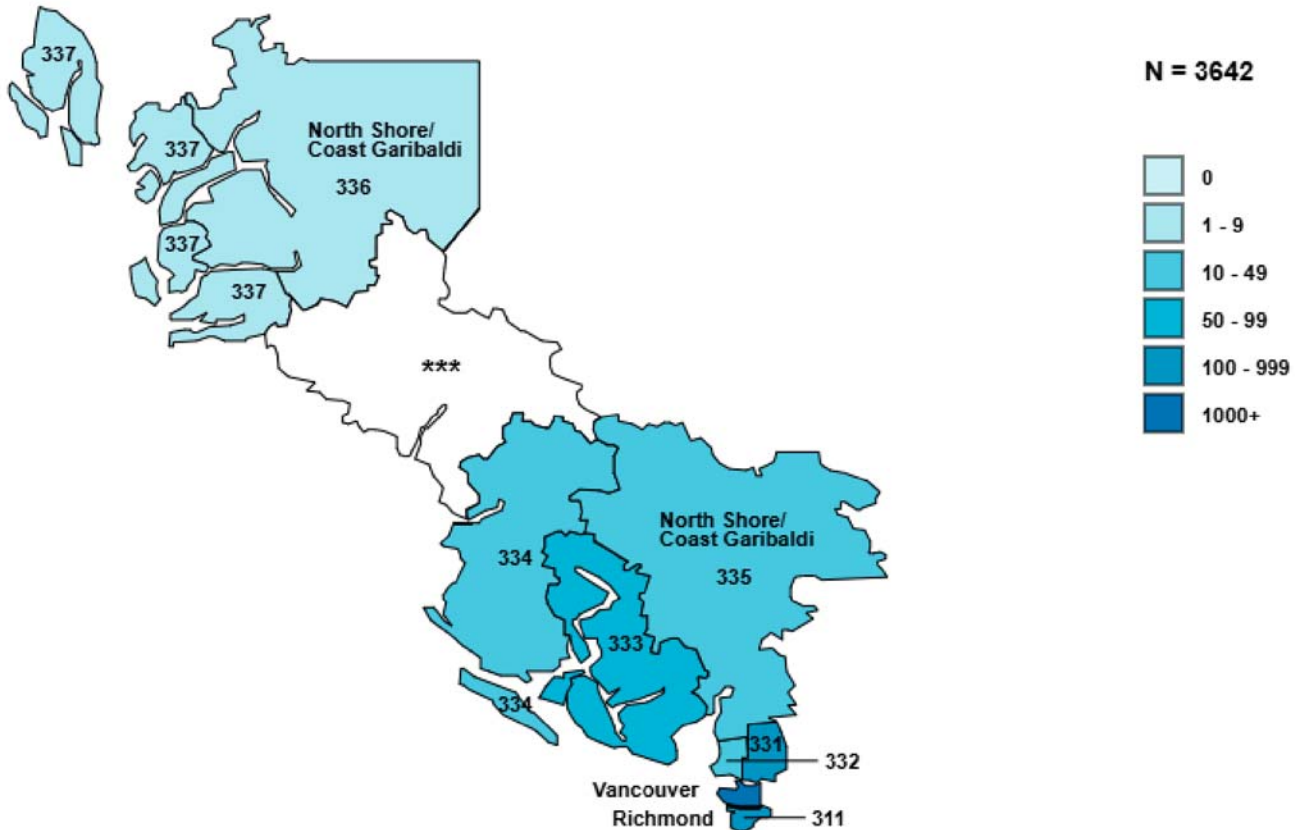 337
N = 3642
337
North Shore/
Coast Garibaldi
336
337
337
0
1 - 9
10 - 49
50 - 99
100 - 999
1000+
***
North Shore/
Coast Garibaldi
335
334
333
334
331
332
Vancouver
Richmond
311